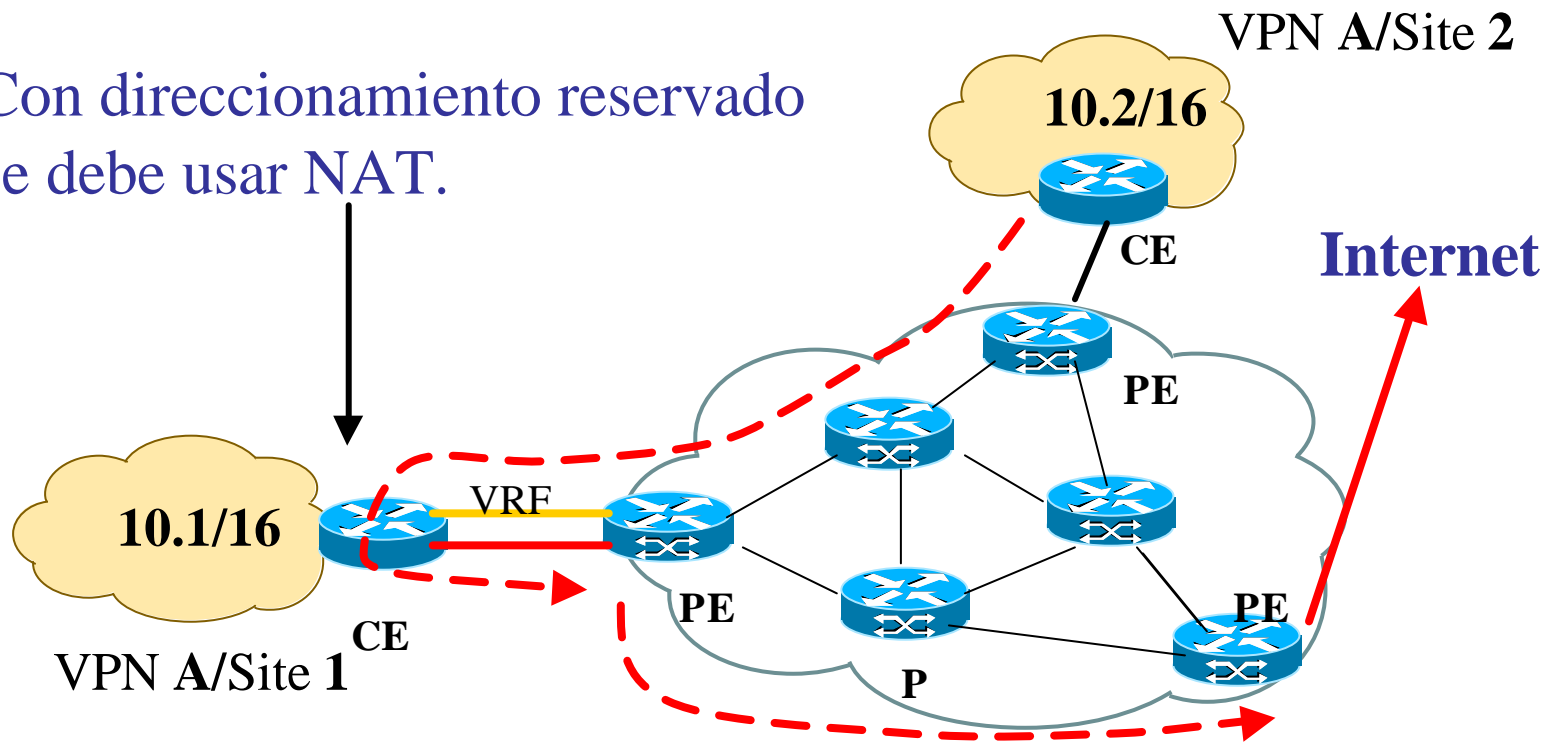 VPN A/Site 2
Con direccionamiento reservado
e debe usar NAT.
10.2/16
CE
Internet
PE
VRF
10.1/16
PE
PE
CE
VPN A/Site 1
P